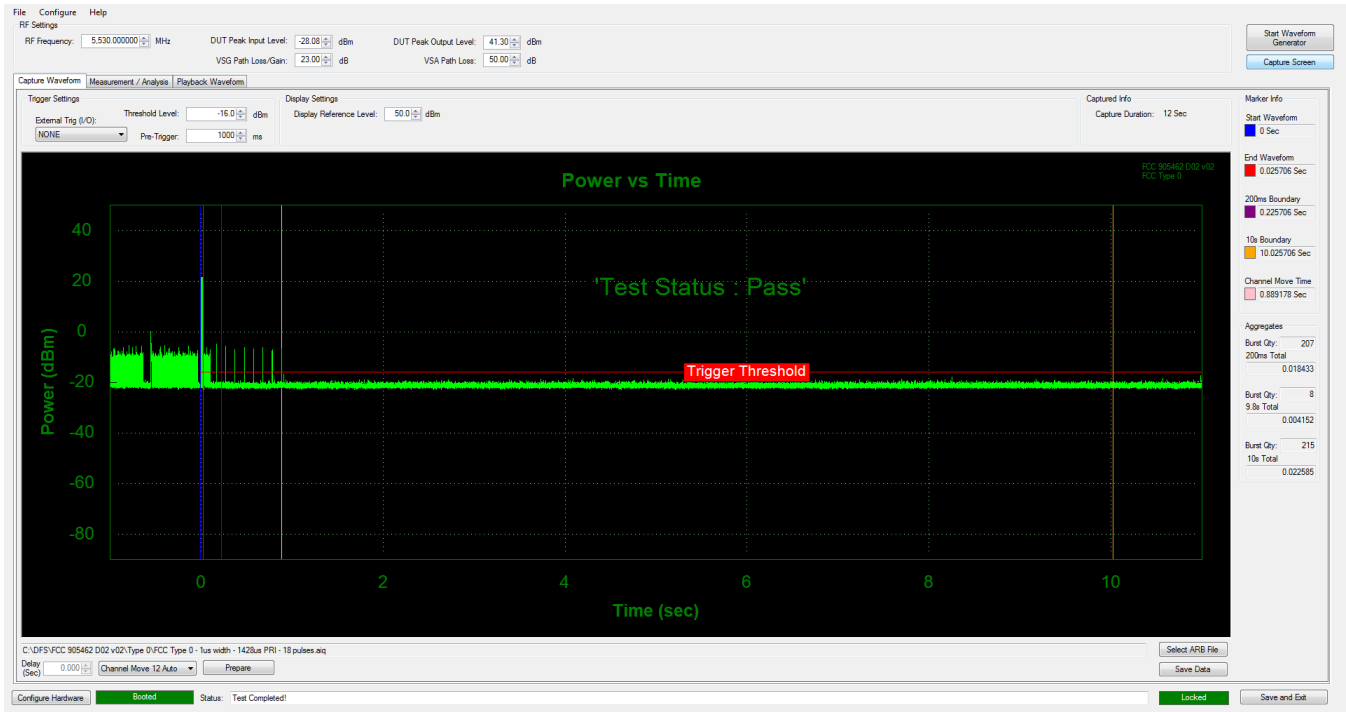 File Configure Help
RF Settings
RF Frequency: 5,530.000000 MHz DUT Peak Input Level: -28.08 dBm DUT Peak Output Level: 41.30 dBm
VSG Path Loss/Gain: 23.00 dB VSA Path Loss: 50.00 dB
Start Waveform
Generator
Capture Screen
Capture Waveform Measurement / Analysis Playback Waveform
Trigger Settings
External Trig (I/O):
NONE
Threshold Level: -16.0 dBm
Pre-Trigger: 1000 ms
Display Settings
Display Reference Level: 50.0 dBm
Captured Info
Capture Duration: 12 Sec
Marker Info
Start Waveform
0 Sec
End Waveform
0.025706 Sec
200ms Boundary
0.225706 Sec
10s Boundary
10.025706 Sec
Channel Move Time
0.889178 Sec
Aggregates
Burst Qty: 207
200ms Total
0.018433
Burst Qty: 8
9.8s Total
0.004152
Burst Qty: 215
10s Total
0.022585
Power vs Time
FCC 905462 D02 v02
FCC Type 0
'Test Status : Pass'
Trigger Threshold
Power (dBm)
40
20
0
-20
-40
-60
-80
0 2 4 6 8 10
Time (sec)
C:\DFS\FCC 905462 D02 v02\Type 0\FCC Type 0 - 1us width - 1428us PRI - 18 pulses.aiq
Select ARB File
Delay
(Sec) 0.000 Channel Move 12 Auto Prepare
Save Data
Configure Hardware Booted Status: Test Completed! Locked Save and Exit